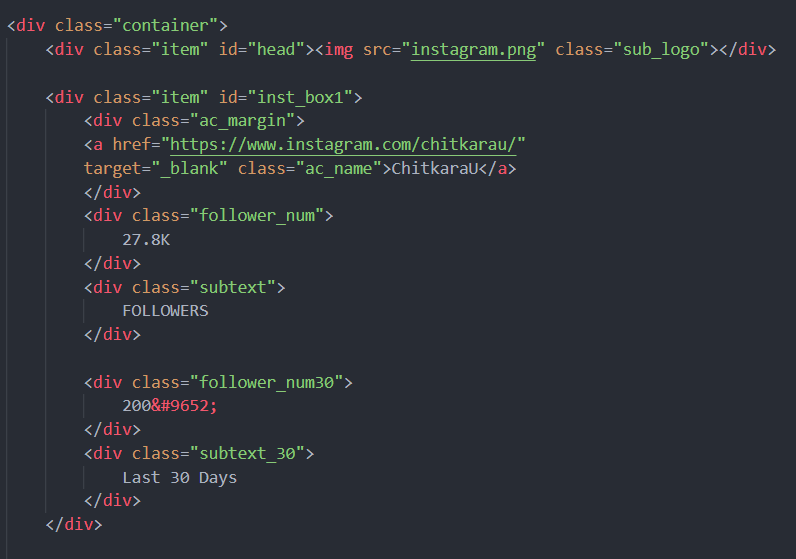 <div class="container">
<div class="item" id="head"><img src="instagram.png" class="sub_logo"></div>
<div class="item" id="inst_box1">
<div class="ac_margin">
<a href="https://www.instagram.com/chitkarau/"
target="_blank" class="ac_name">ChitkaraU</a>
</div>
<div class="follower_num">
27.8K
</div>
<div class="subtext">
FOLLOWERS
</div>
<div class="follower_num30">
200&#9652;
</div>
<div class="subtext_30">
Last 30 Days
</div>
</div>